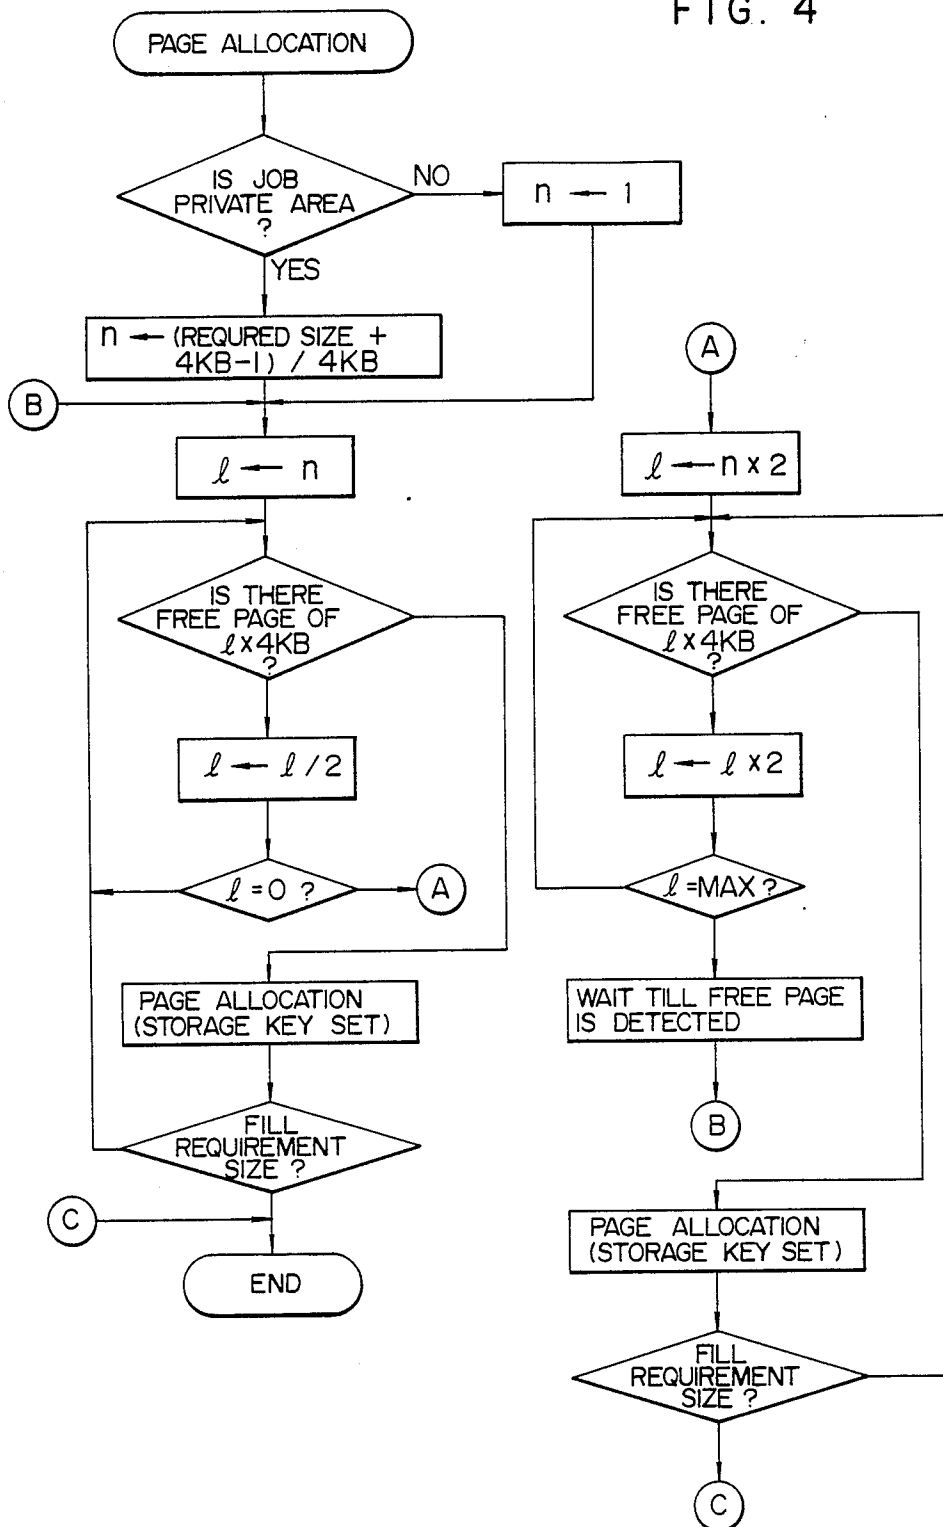 FIG. 4
PAGE ALLOCATION
IS JOB
PRIVATE AREA
?
NO
n ← 1
YES
n ← (REQURED SIZE +
4KB-1) / 4KB
B
ℓ ← n
IS THERE
FREE PAGE OF
ℓ x 4KB
?
ℓ ← ℓ / 2
ℓ = 0 ?
A
PAGE ALLOCATION
(STORAGE KEY SET)
FILL
REQUIREMENT
SIZE ?
C
END
A
ℓ ← n x 2
IS THERE
FREE PAGE OF
ℓ x 4KB
?
ℓ ← ℓ x 2
ℓ = MAX ?
WAIT TILL FREE PAGE
IS DETECTED
B
PAGE ALLOCATION
(STORAGE KEY SET)
FILL
REQUIREMENT
SIZE ?
C